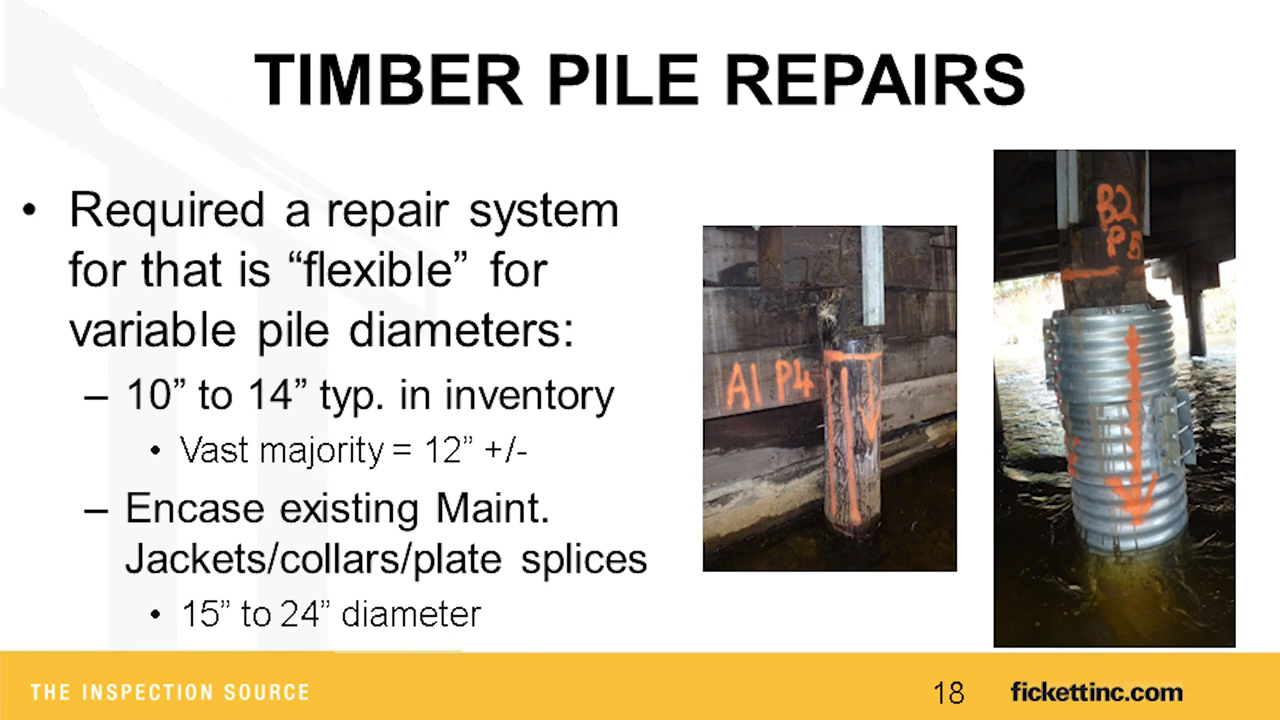 TIMBER PILE REPAIRS
• Required a repair system
for that is “flexible” for
variable pile diameters:
– 10” to 14” typ. in inventory
• Vast majority = 12” +/-
– Encase existing Maint.
Jackets/collars/plate splices
• 15” to 24” diameter
A1 P4
B2
P5
THE INSPECTION SOURCE
18
fickettinc.com